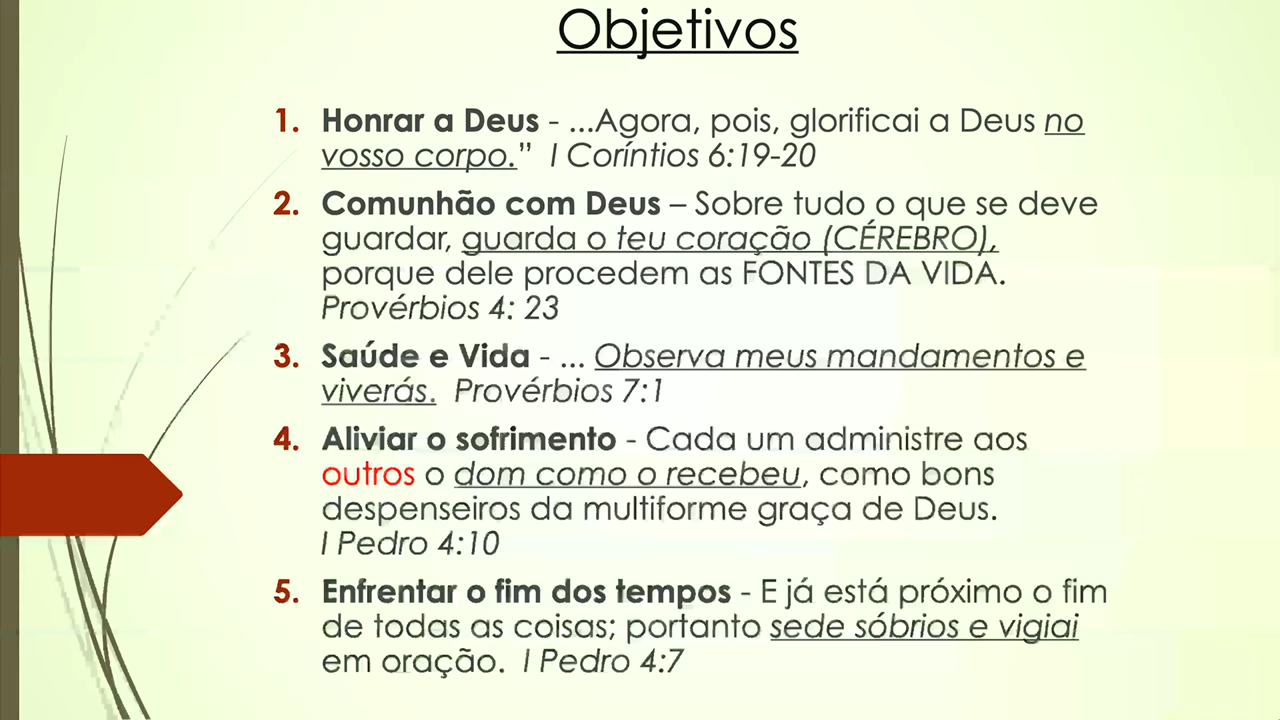 Objetivos
1. Honrar a Deus - ...Agora, pois, glorificai a Deus no
vosso corpo.” I Coríntios 6:19-20
2. Comunhão com Deus – Sobre tudo o que se deve
guardar, guarda o teu coração (CÉREBRO),
porque dele procedem as FONTES DA VIDA.
Provérbios 4: 23
3. Saúde e Vida - ... Observa meus mandamentos e
viverás. Provérbios 7:1
4. Aliviar o sofrimento - Cada um administre aos
outros o dom como o recebeu, como bons
despenseiros da multiforme graça de Deus.
I Pedro 4:10
5. Enfrentar o fim dos tempos - E já está próximo o fim
de todas as coisas; portanto sede sóbrios e vigiai
em oração. I Pedro 4:7